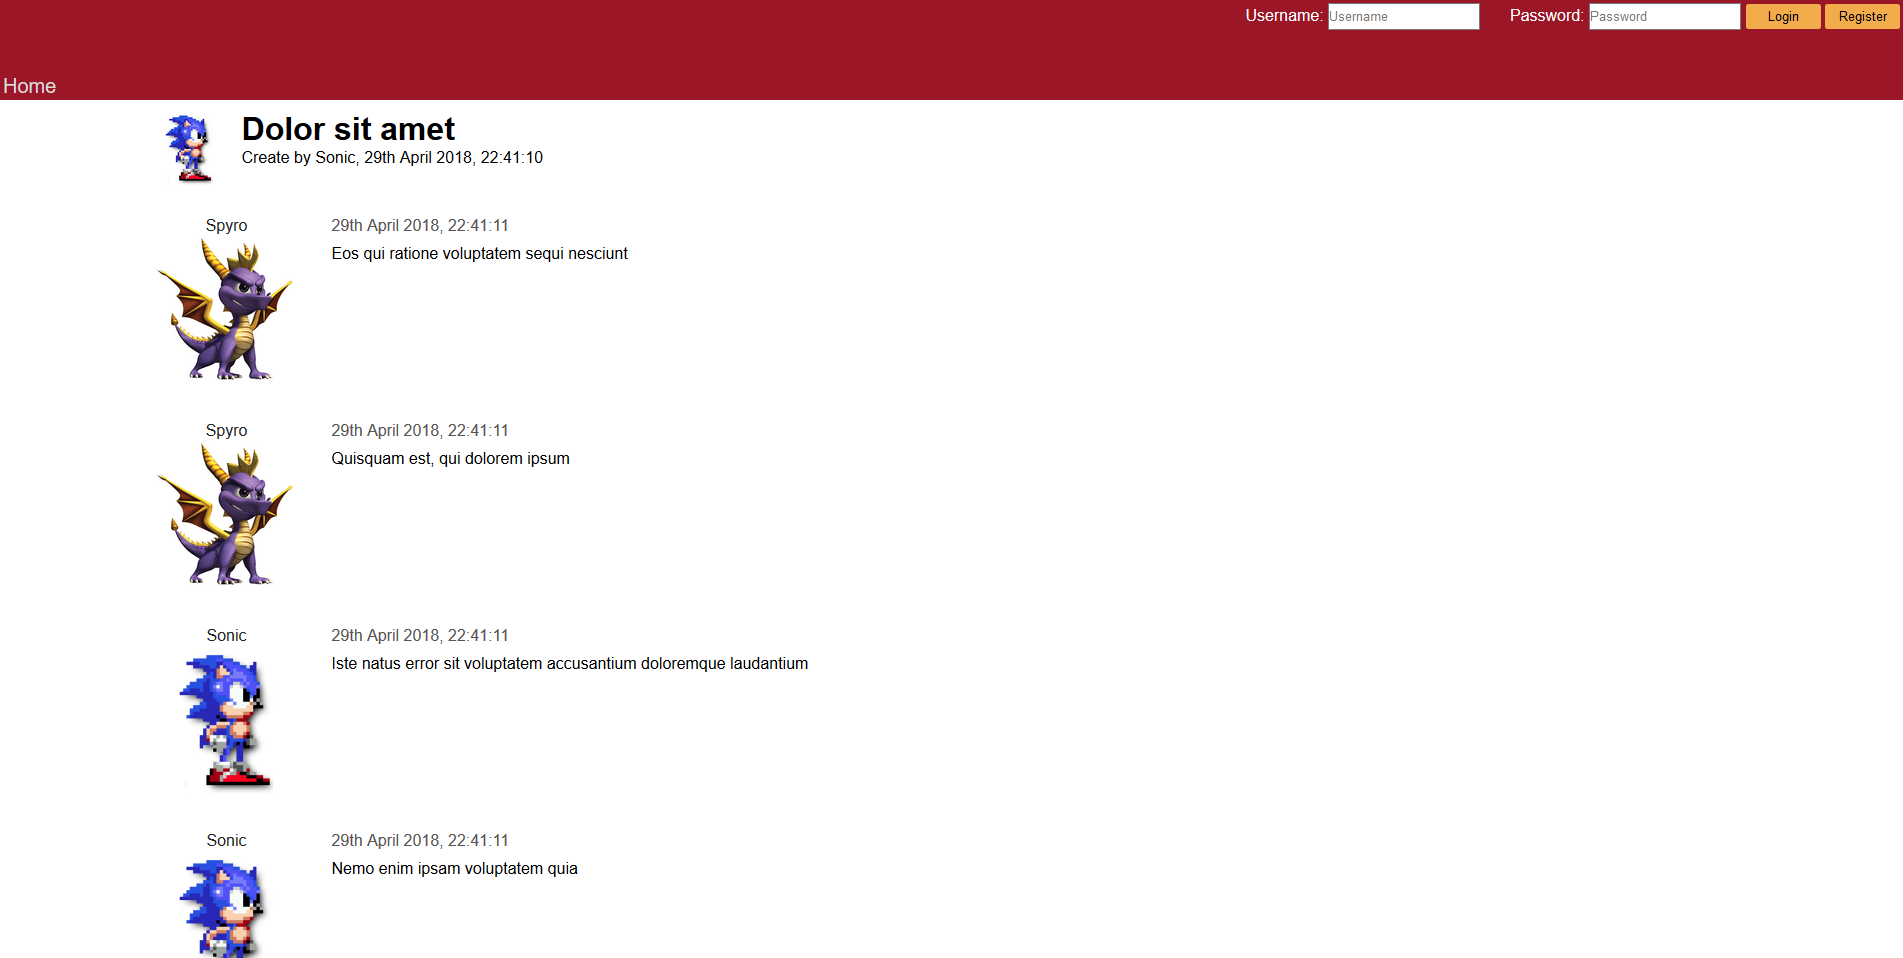 Username: Username Password: Password Login Register
Home
Dolor sit amet
Create by Sonic, 29th April 2018, 22:41:10
Spyro 29th April 2018, 22:41:11
Eos qui ratione voluptatem sequi nesciunt
Spyro 29th April 2018, 22:41:11
Quisquam est, qui dolorem ipsum
Sonic 29th April 2018, 22:41:11
Iste natus error sit voluptatem accusantium doloremque laudantium
Sonic 29th April 2018, 22:41:11
Nemo enim ipsam voluptatem quia